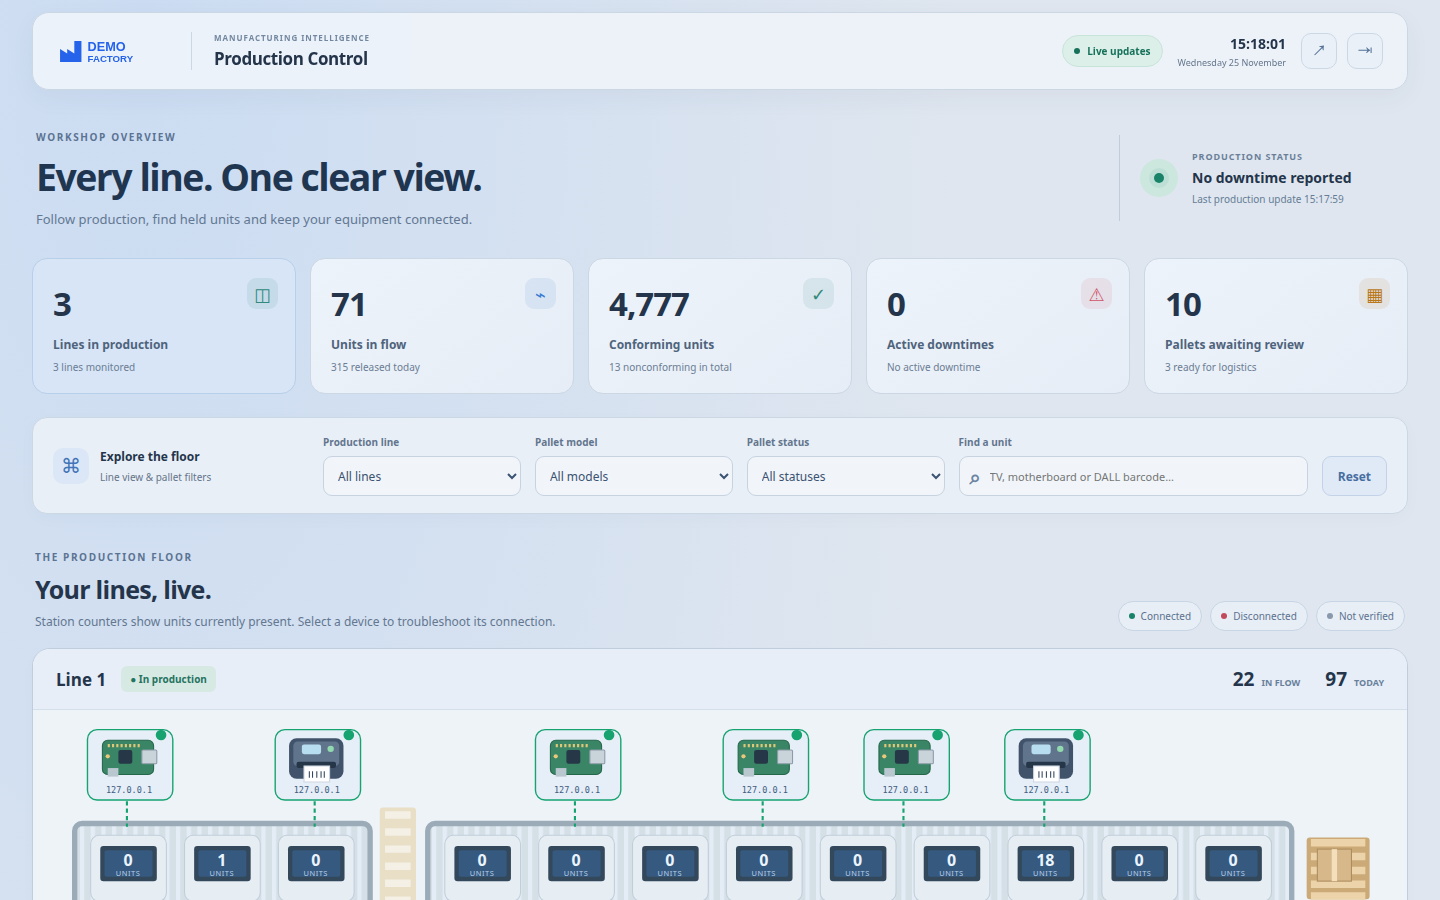 DEMO
FACTORY
MANUFACTURING INTELLIGENCE
Production Control
Live updates
15:18:01
Wednesday 25 November
WORKSHOP OVERVIEW
Every line. One clear view.
Follow production, find held units and keep your equipment connected.
PRODUCTION STATUS
No downtime reported
Last production update 15:17:59
3
Lines in production
3 lines monitored
71
Units in flow
315 released today
4,777
Conforming units
13 nonconforming in total
0
Active downtimes
No active downtime
10
Pallets awaiting review
3 ready for logistics
Explore the floor
Line view & pallet filters
Production line
All lines
Pallet model
All models
Pallet status
All statuses
Find a unit
TV, motherboard or DALL barcode...
Reset
THE PRODUCTION FLOOR
Your lines, live.
Station counters show units currently present. Select a device to troubleshoot its connection.
Connected
Disconnected
Not verified
Line 1
In production
22 IN FLOW
97 TODAY
127.0.0.1
127.0.0.1
127.0.0.1
127.0.0.1
127.0.0.1
127.0.0.1
0
UNITS
1
UNITS
0
UNITS
0
UNITS
0
UNITS
0
UNITS
0
UNITS
0
UNITS
0
UNITS
18
UNITS
0
UNITS
0
UNITS